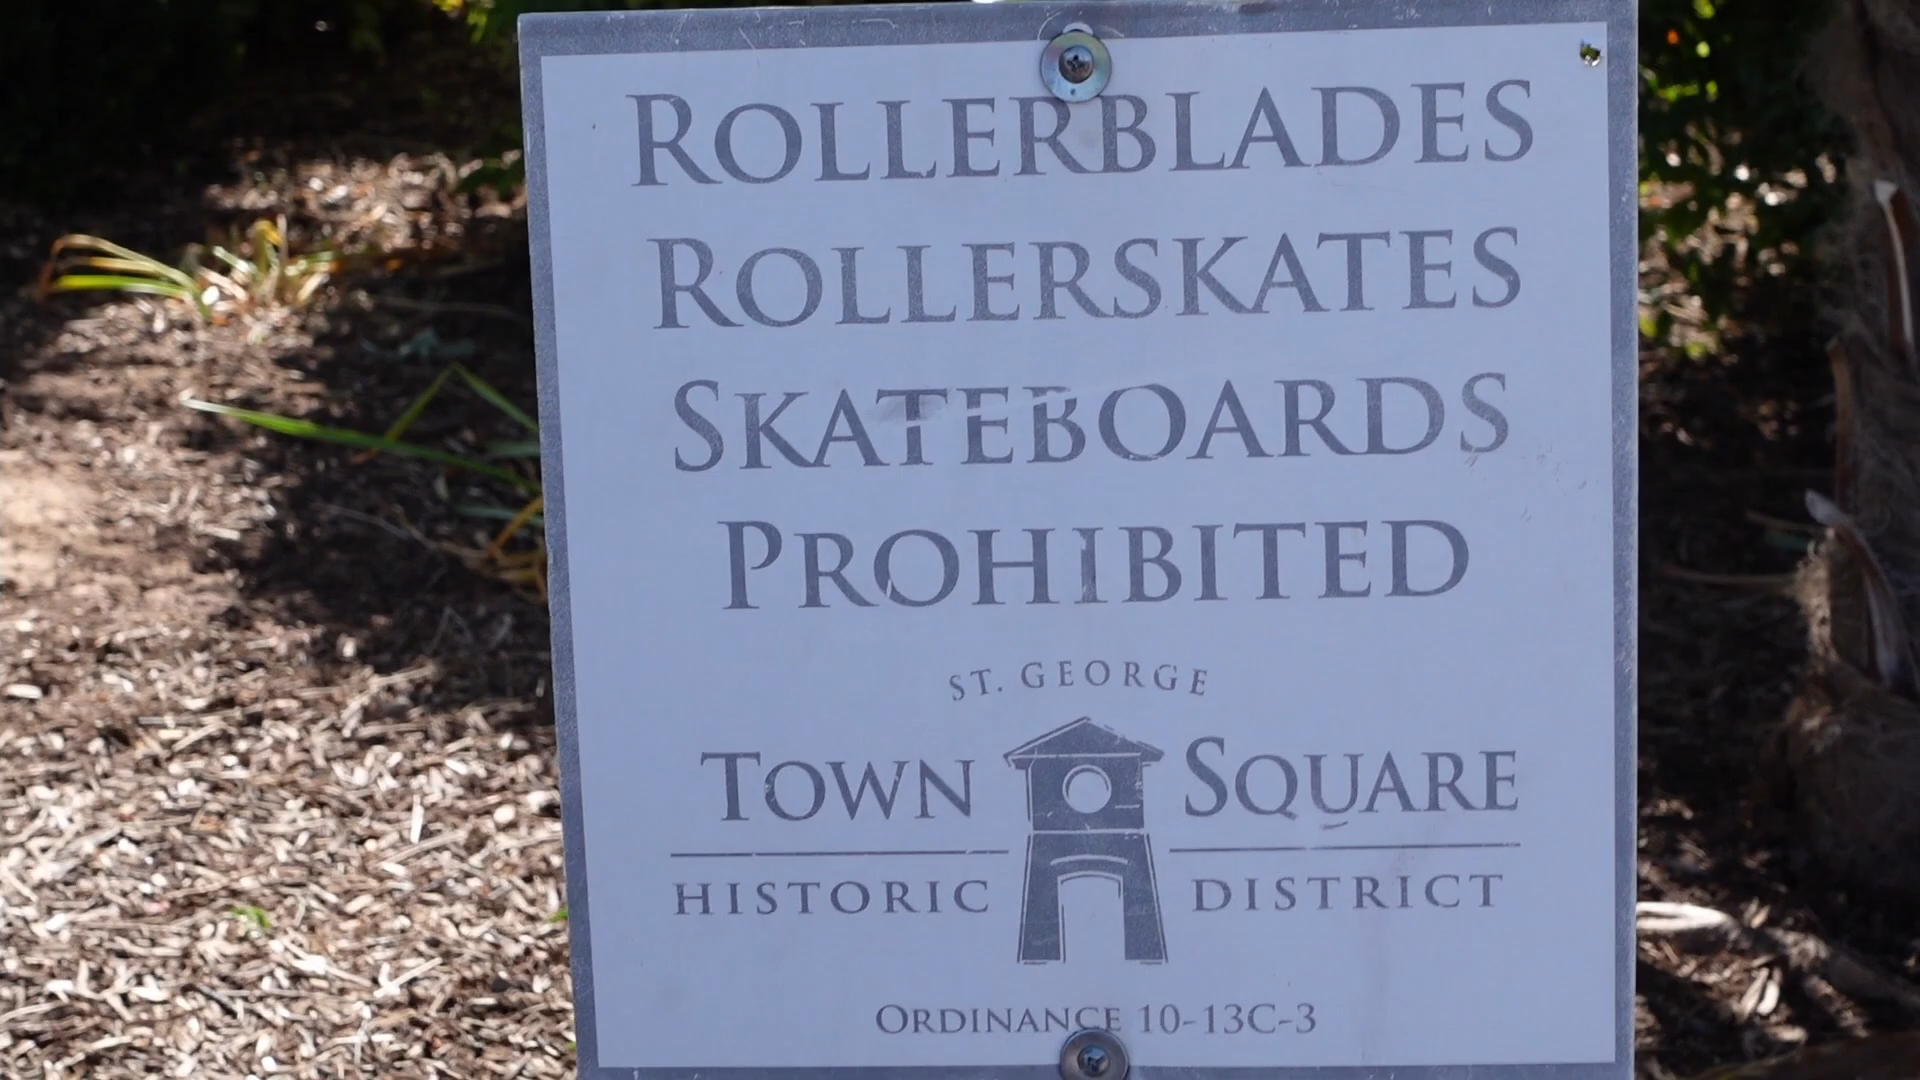 ROLLERBLADES
ROLLERSKATES
SKATEBOARDS
PROHIBITED
ST. GEORGE
TOWN SQUARE
HISTORIC DISTRICT
ORDINANCE 10-13C-3